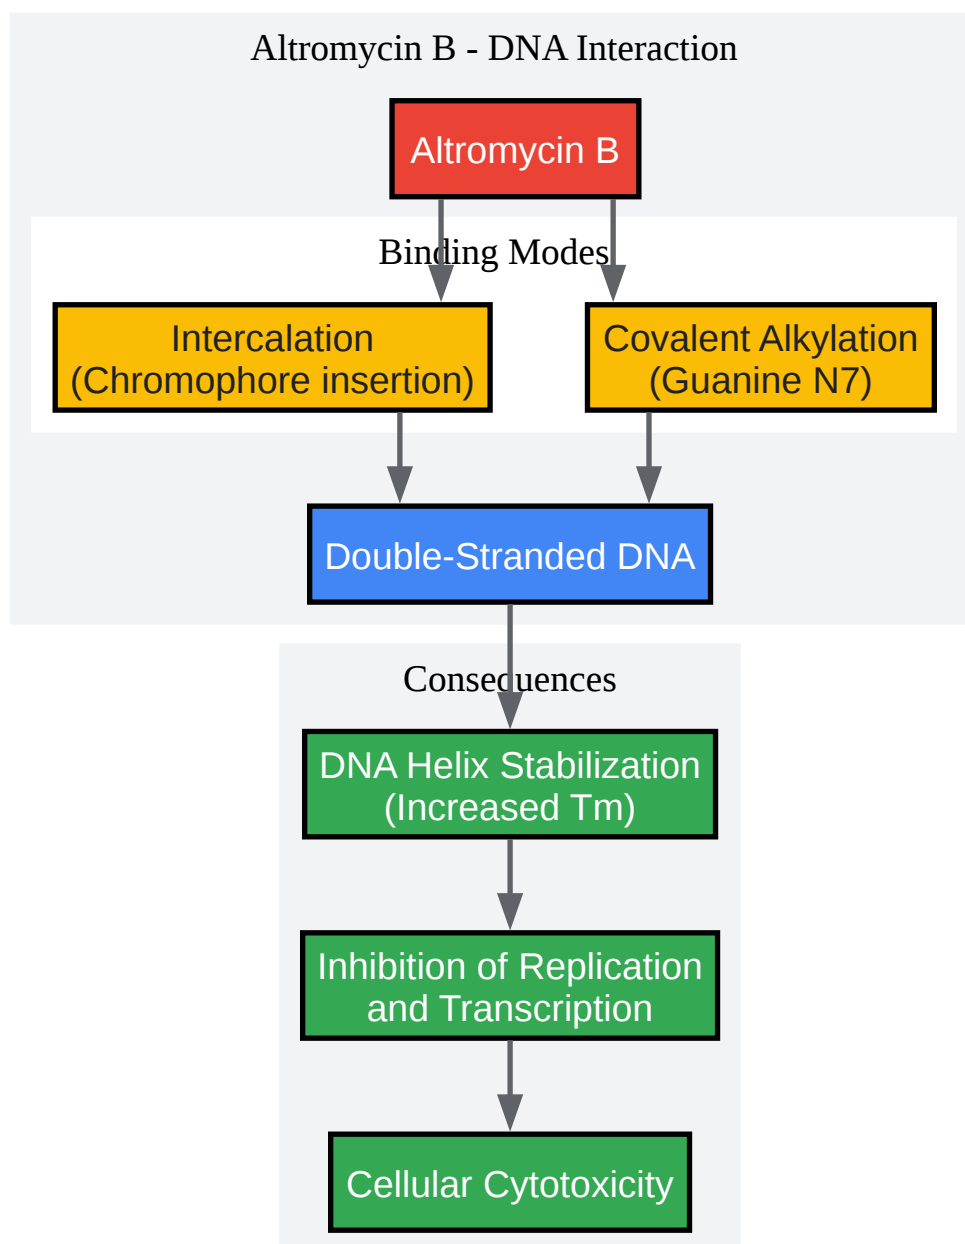 Altromycin B - DNA Interaction
Altromycin B
Binding Modes
Intercalation
(Chromophore insertion)
Covalent Alkylation
(Guanine N7)
Double-Stranded DNA
Consequences
DNA Helix Stabilization
(Increased Tm)
Inhibition of Replication
and Transcription
Cellular Cytotoxicity